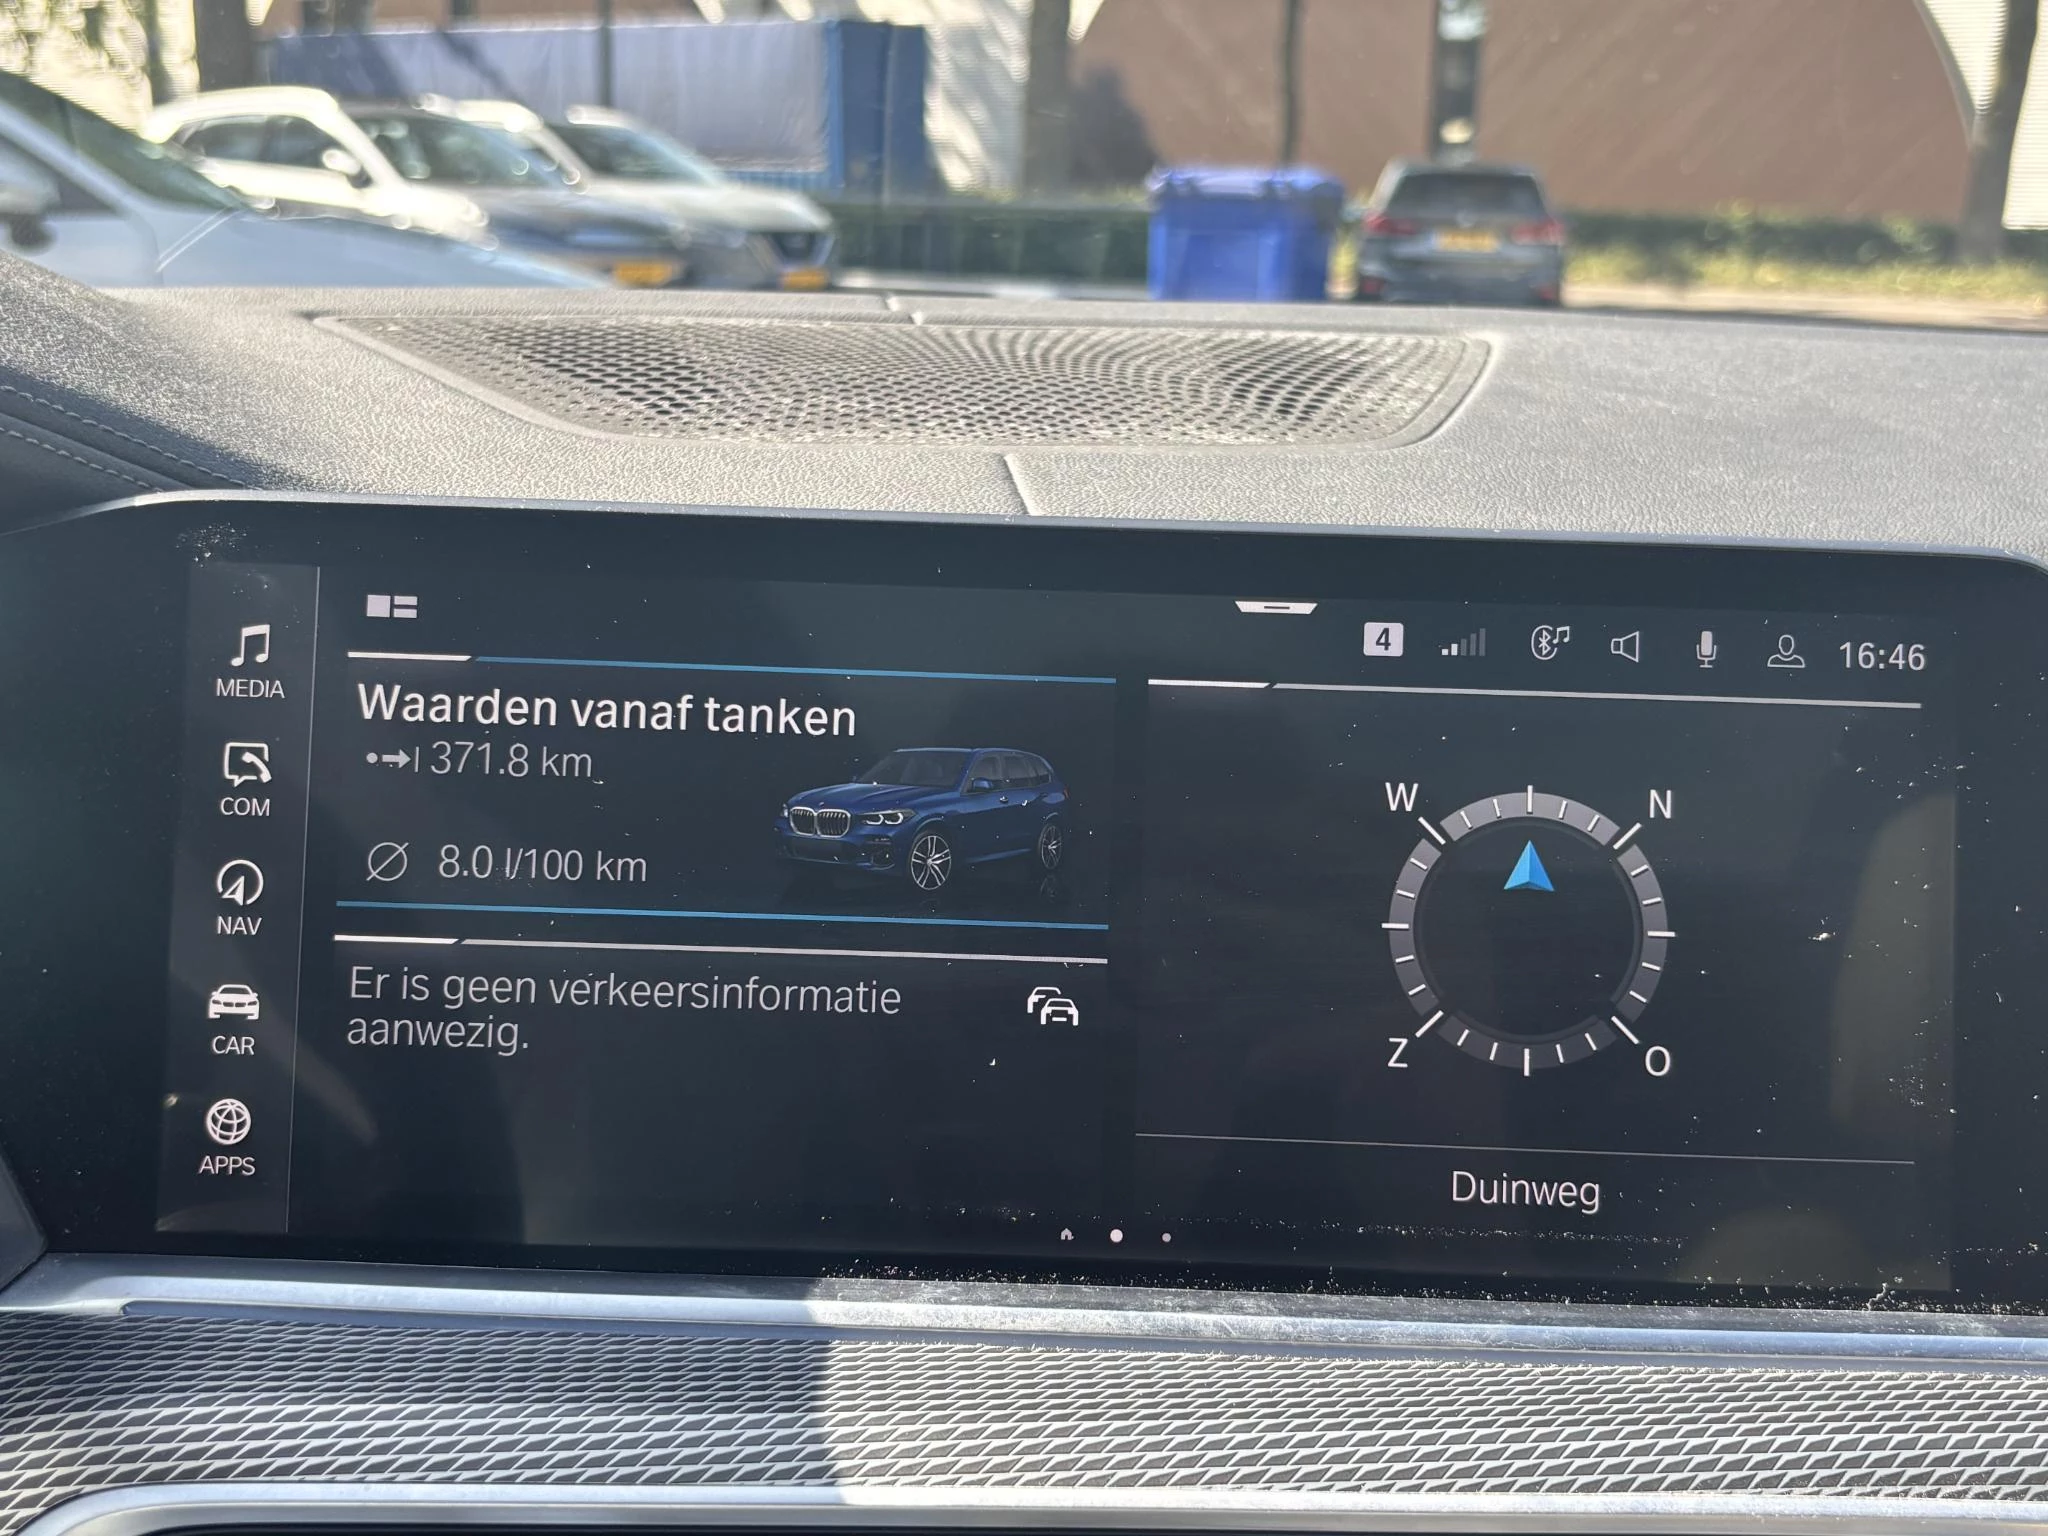 4
16:46
MEDIA
COM
NAV
CAR
APPS
Waarden vanaf tanken
371.8 km
8.0 l/100 km
Er is geen verkeersinformatie
aanwezig.
W
N
Z
O
Duinweg